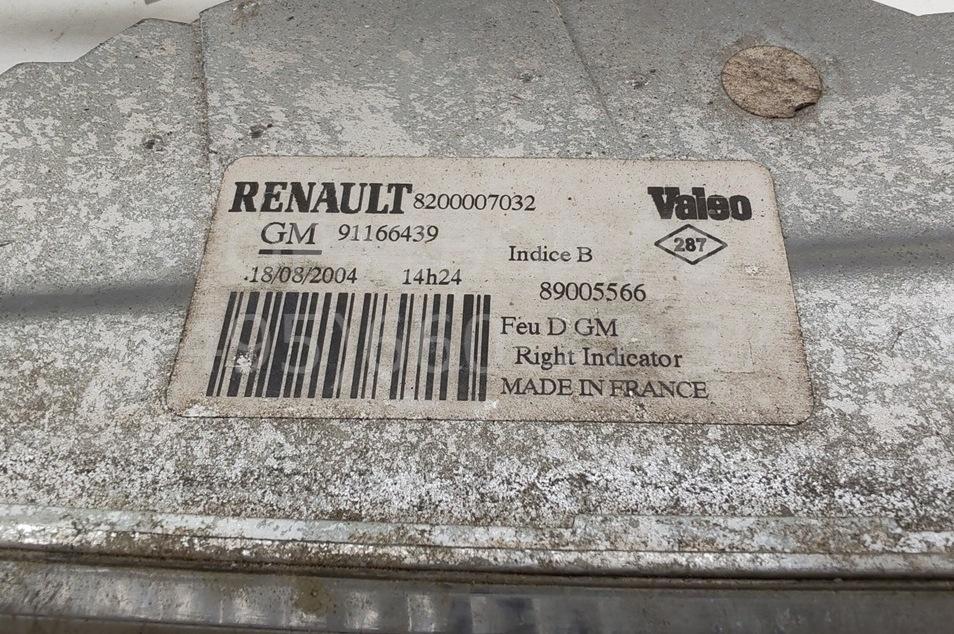 RENAULT 8200007032
Valeo
GM 91166439
287
Indice B
18/08/2004 14h24
89005566
Feu D GM
Right Indicator
MADE IN FRANCE